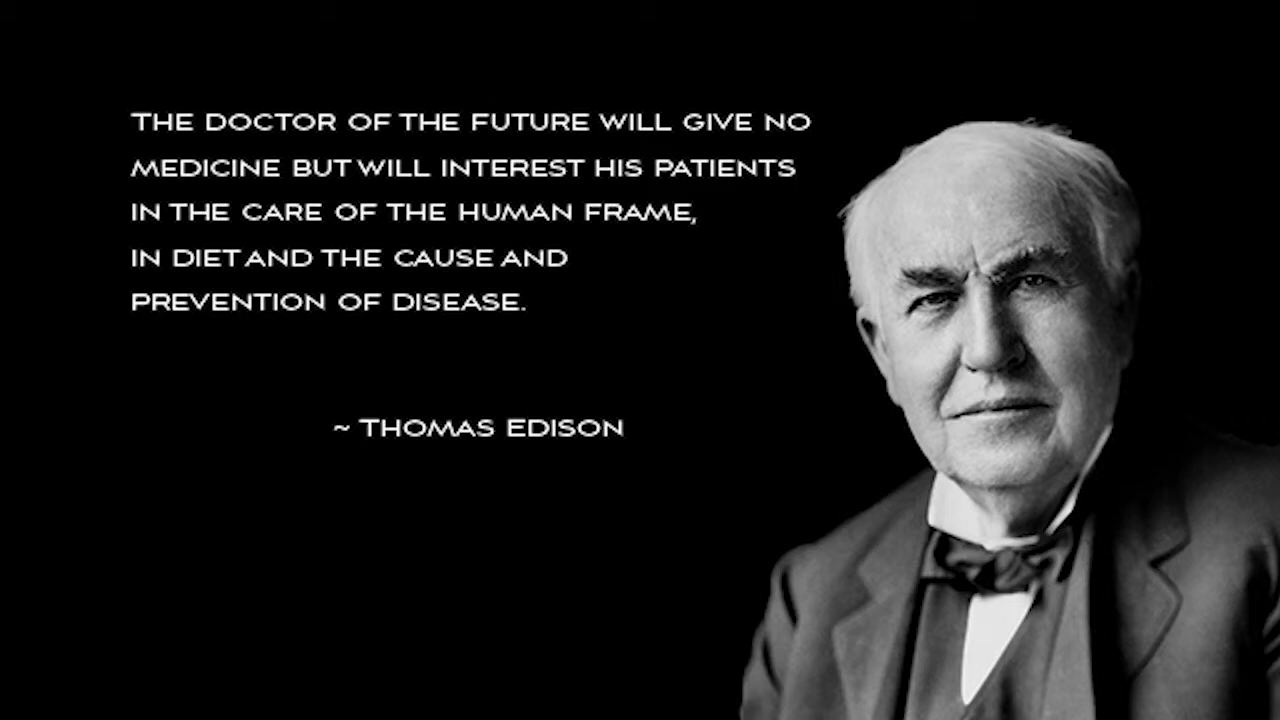 THE DOCTOR OF THE FUTURE WILL GIVE NO
MEDICINE BUT WILL INTEREST HIS PATIENTS
IN THE CARE OF THE HUMAN FRAME,
IN DIET AND THE CAUSE AND
PREVENTION OF DISEASE.
~ THOMAS EDISON